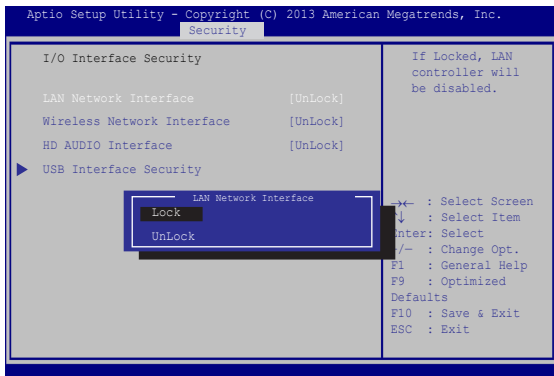 Aptio Setup Utility - Copyright (C) 2013 American Megatrends, Inc.
Security
I/O Interface Security
LAN Network Interface [UnLock]
Wireless Network Interface [UnLock]
HD AUDIO Interface [UnLock]
USB Interface Security
LAN Network Interface
Lock
UnLock
If Locked, LAN
controller will
be disabled.
→← : Select Screen
↑↓ : Select Item
Enter: Select
+/— : Change Opt.
F1 : General Help
F9 : Optimized
Defaults
F10 : Save & Exit
ESC : Exit